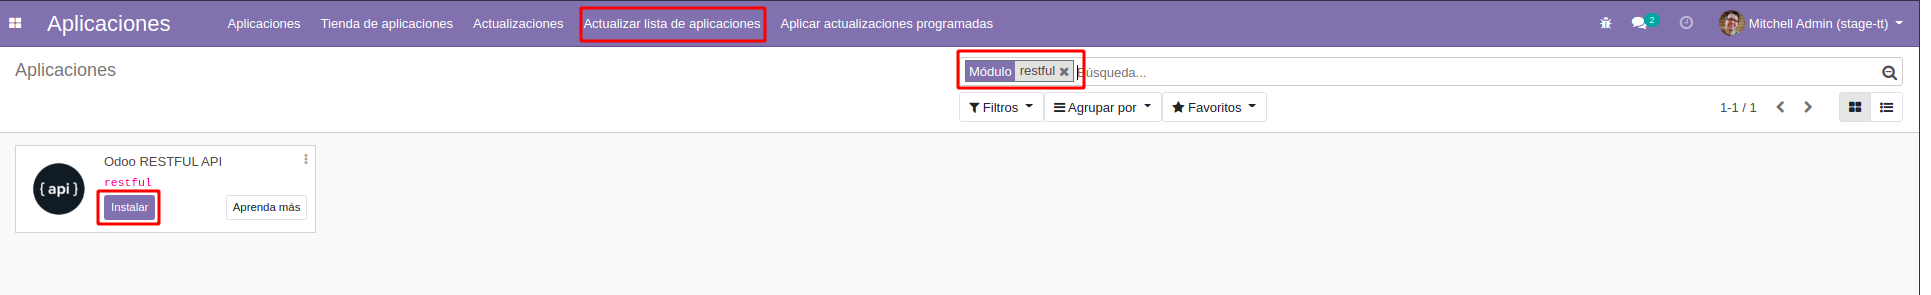 Aplicaciones Aplicaciones Tienda de aplicaciones Actualizaciones Actualizar lista de aplicaciones Aplicar actualizaciones programadas 2 Mitchell Admin (stage-tt)
Aplicaciones Módulo restful Búsqueda...
Filtros Agrupar por Favoritos 1-1 / 1
Odoo RESTFUL API
{ api } restful
Instalar Aprenda más